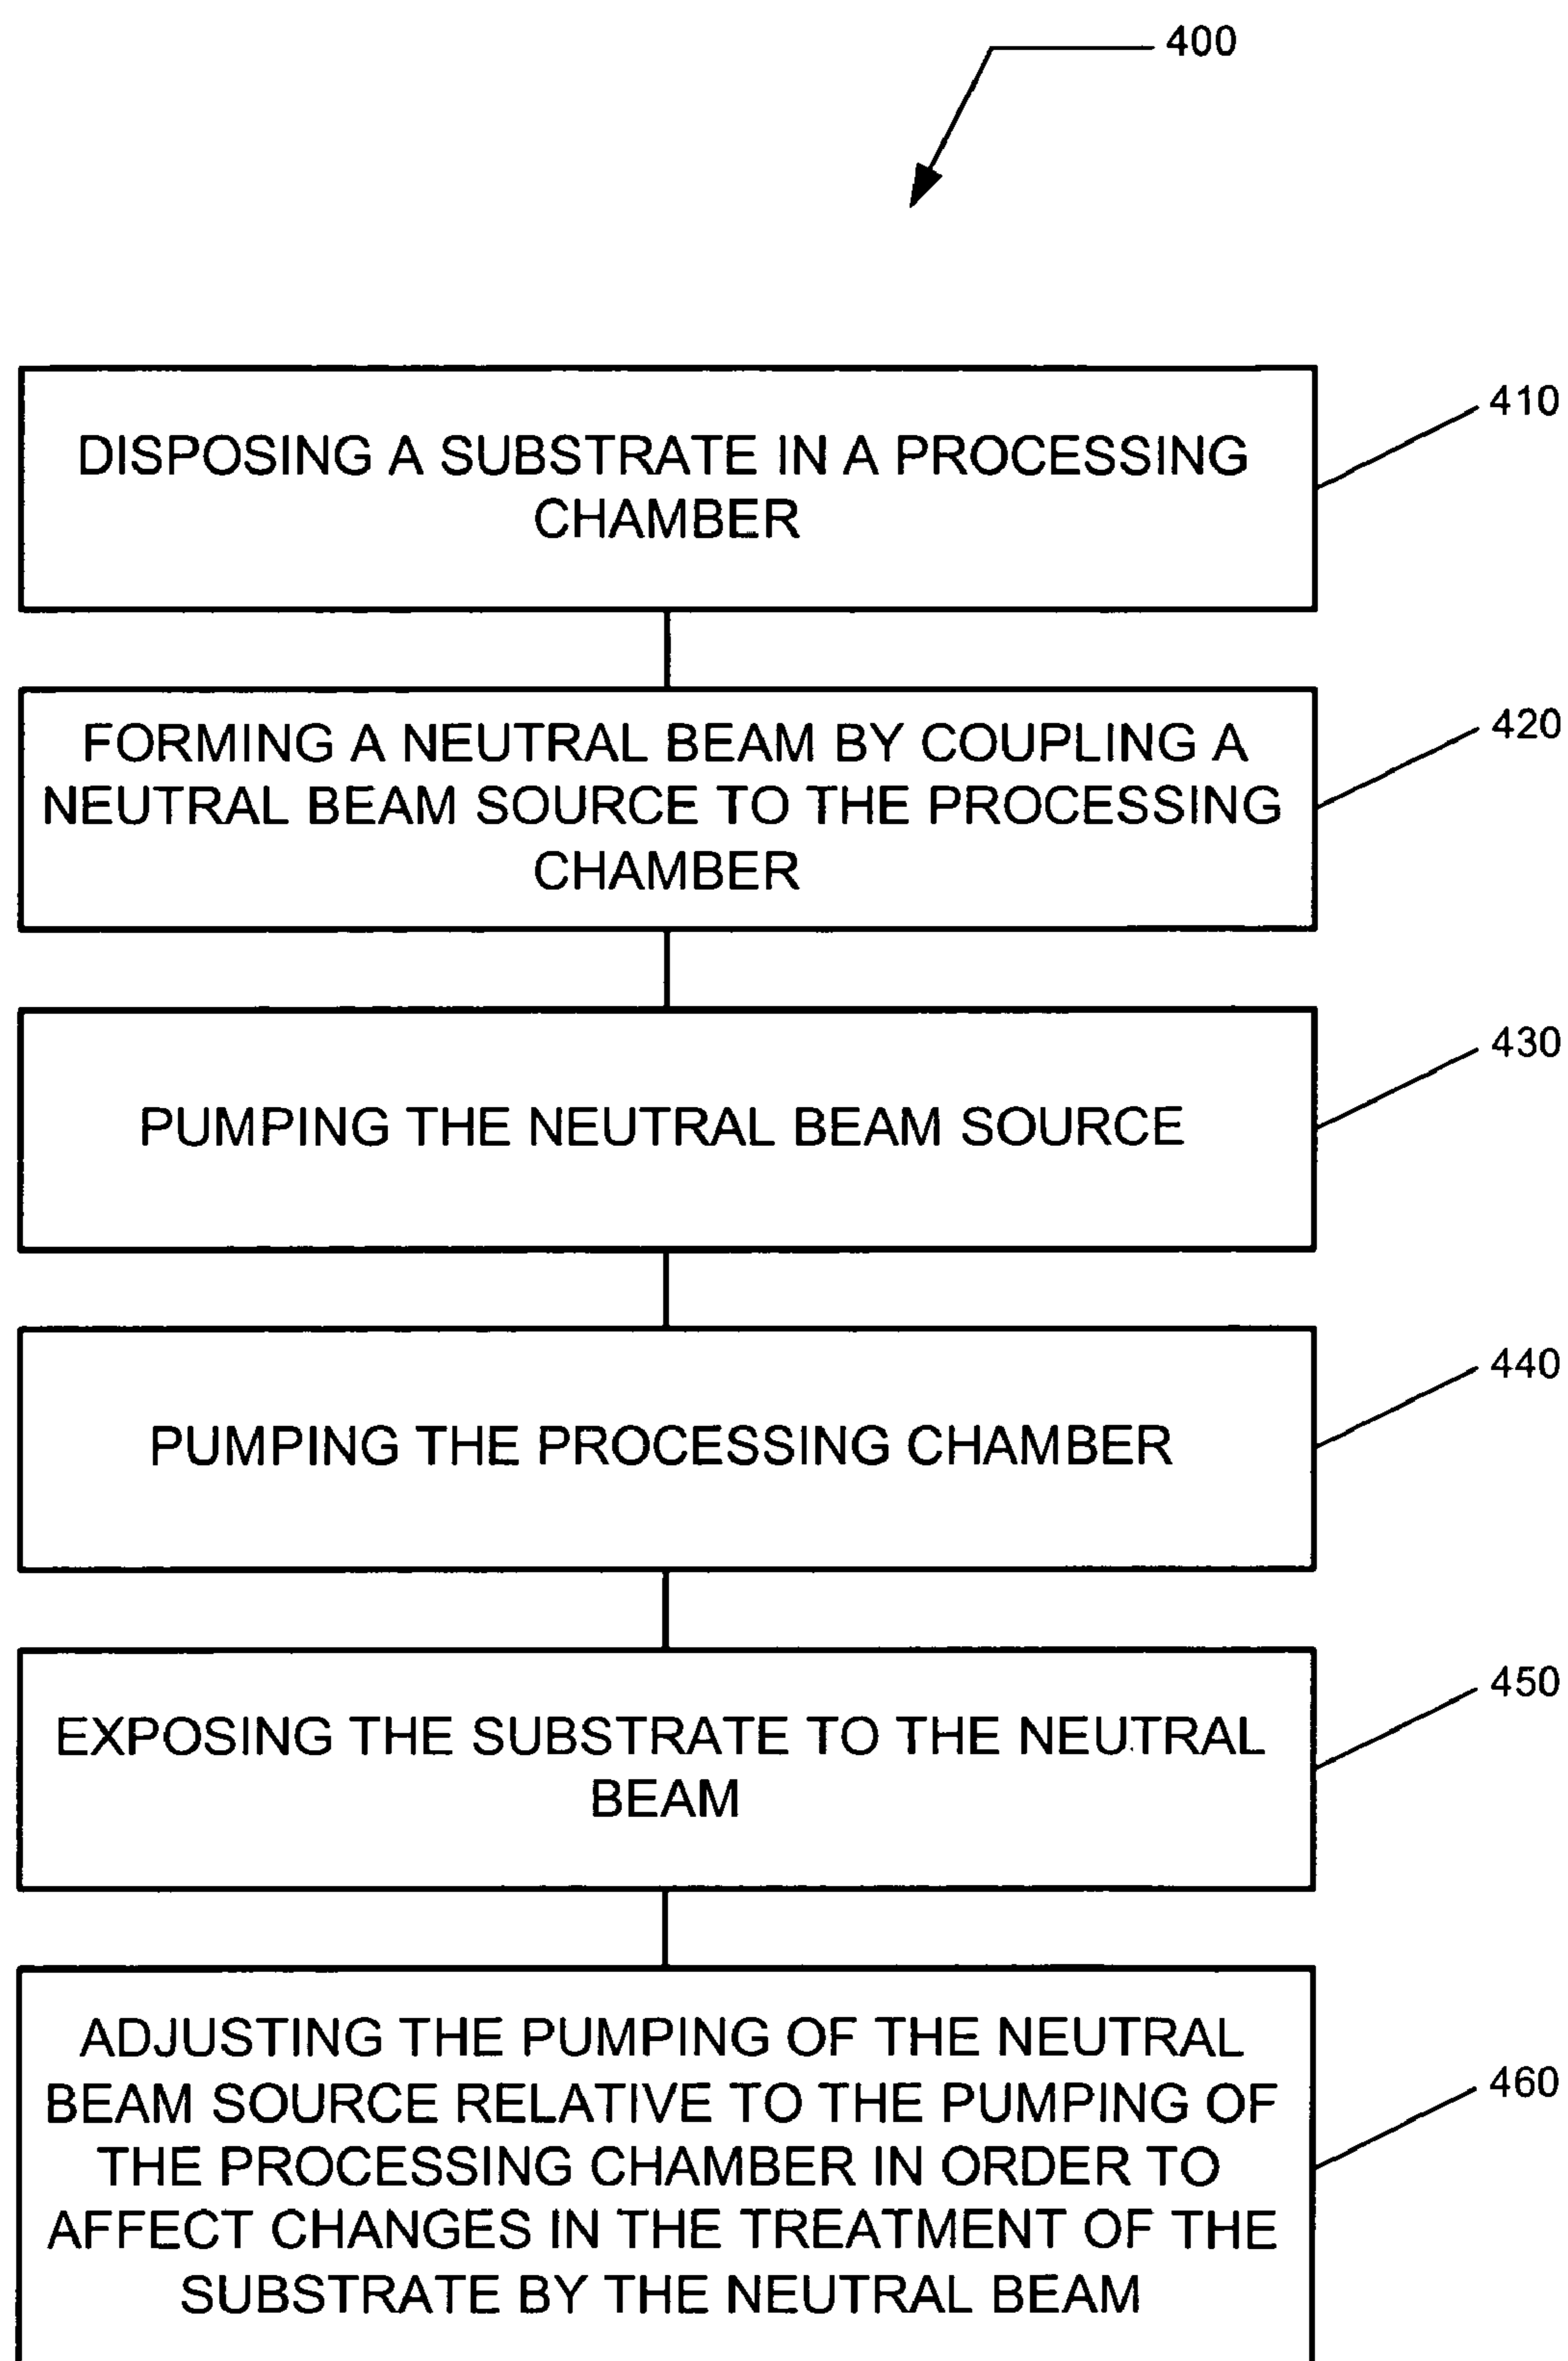 400
DISPOSING A SUBSTRATE IN A PROCESSING
CHAMBER
410
FORMING A NEUTRAL BEAM BY COUPLING A
NEUTRAL BEAM SOURCE TO THE PROCESSING
CHAMBER
420
PUMPING THE NEUTRAL BEAM SOURCE
430
PUMPING THE PROCESSING CHAMBER
440
EXPOSING THE SUBSTRATE TO THE NEUTRAL
BEAM
450
ADJUSTING THE PUMPING OF THE NEUTRAL
BEAM SOURCE RELATIVE TO THE PUMPING OF
THE PROCESSING CHAMBER IN ORDER TO
AFFECT CHANGES IN THE TREATMENT OF THE
SUBSTRATE BY THE NEUTRAL BEAM
460